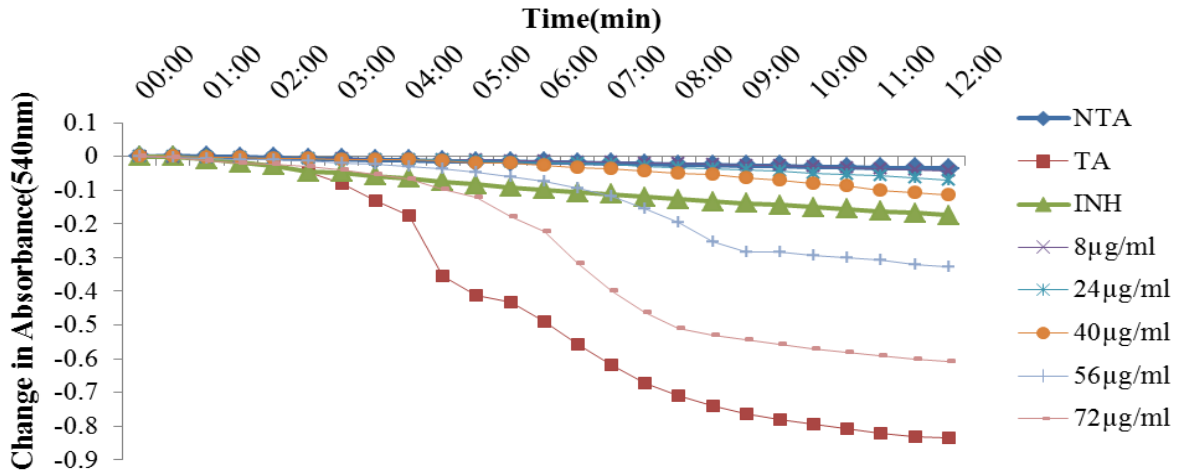 Time(min)
00:00
01:00
02:00
03:00
04:00
05:00
06:00
07:00
08:00
09:00
10:00
11:00
12:00
Change in Absorbance(540nm)
0.1
0
-0.1
-0.2
-0.3
-0.4
-0.5
-0.6
-0.7
-0.8
-0.9
NTA
TA
INH
8µg/ml
24µg/ml
40µg/ml
56µg/ml
72µg/ml